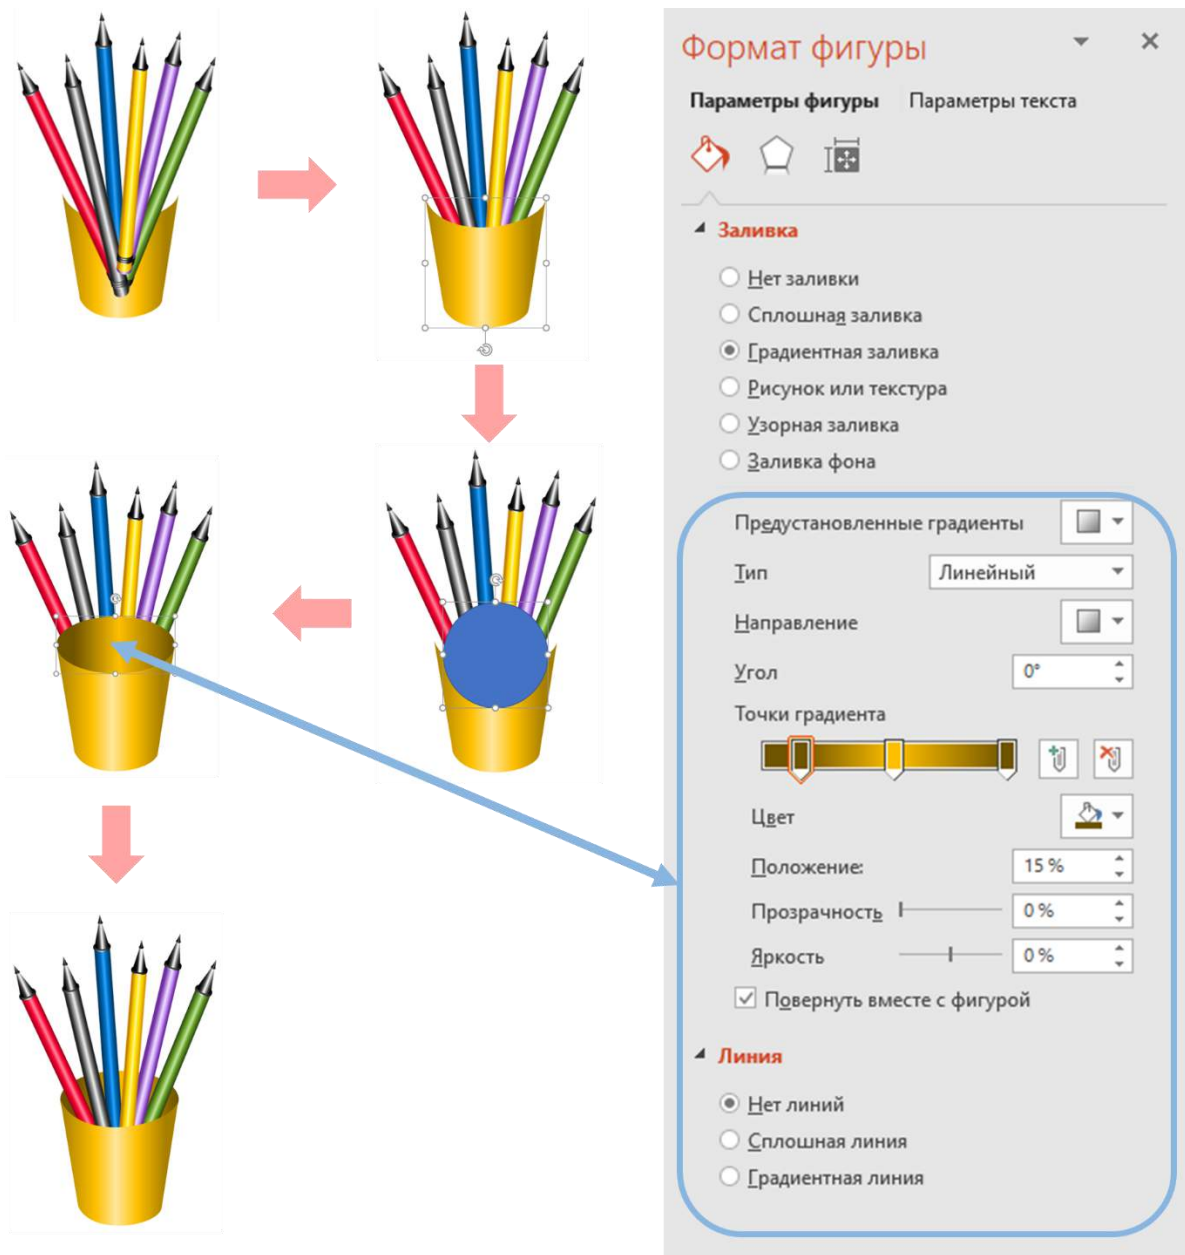 Формат фигуры
Параметры фигуры Параметры текста
Заливка
Нет заливки
Сплошная заливка
Градиентная заливка
Рисунок или текстура
Узорная заливка
Заливка фона
Предустановленные градиенты
Тип Линейный
Направление
Угол 0°
Точки градиента
Цвет
Положение: 15 %
Прозрачность 0 %
Яркость 0 %
Повернуть вместе с фигурой
Линия
Нет линий
Сплошная линия
Градиентная линия